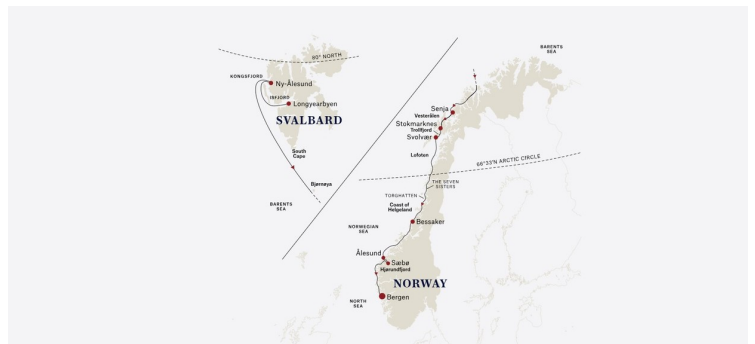 80° NORTH
KONGSFJORD
Ny-Ålesund
ISFJORD
Longyearbyen
SVALBARD
South
Cape
Bjørnøya
BARENTS
SEA
BARENTS
SEA
Senja
Vesterålen
Stokmarknes
Trollfjord
Svolvær
Lofoten
66°33'N ARCTIC CIRCLE
THE SEVEN
SISTERS
TORGHATTEN
Coast of
Helgeland
Bessaker
NORWEGIAN
SEA
Ålesund
Sæbø
Hjørundfjord
NORWAY
NORTH
SEA
Bergen